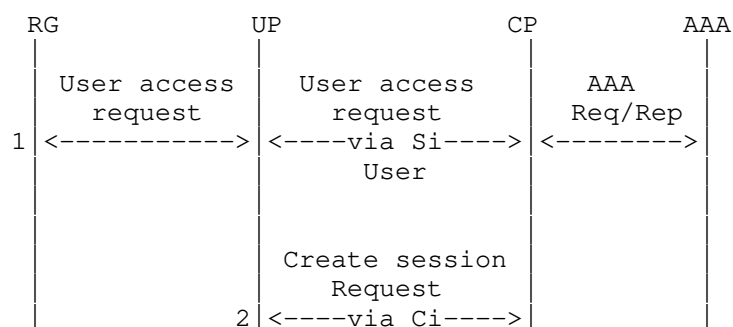 RG UP CP AAA
User access User access AAA
request request Req/Rep
1 <-----------> <----via Si----> <-------->
User
Create session
Request
2 <----via Ci---->